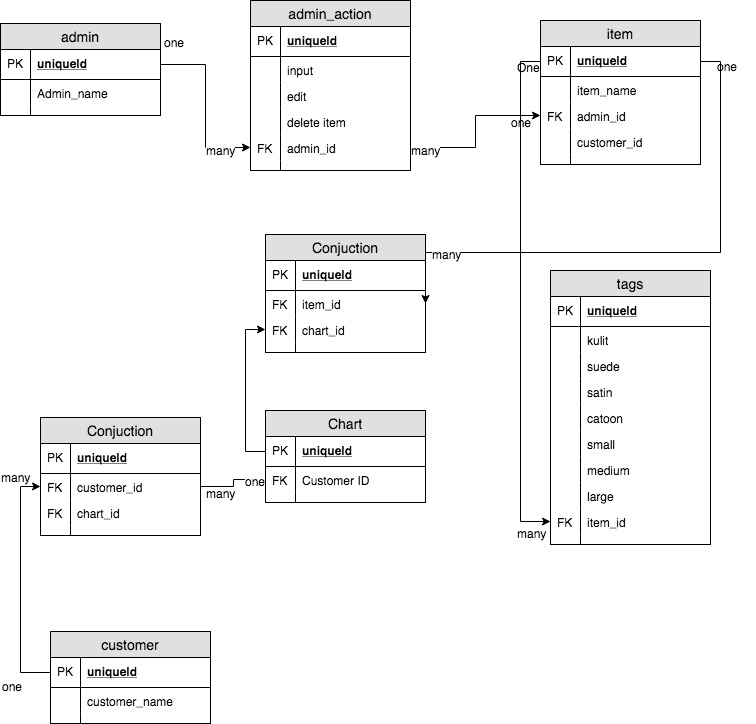 admin
PK uniqueId
Admin_name
one
many
admin_action
PK uniqueId
input
edit
delete item
FK admin_id
many
one
item
PK uniqueId
item_name
FK admin_id
customer_id
One
one
Conjuction
PK uniqueId
FK item_id
FK chart_id
many
tags
PK uniqueId
kulit
suede
satin
catoon
small
medium
large
FK item_id
many
Chart
PK uniqueId
FK Customer ID
one
many
Conjuction
PK uniqueId
FK customer_id
FK chart_id
many
customer
PK uniqueId
customer_name
one